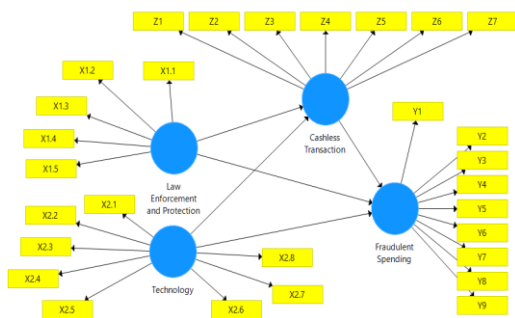 Z1
Z2
Z3
Z4
Z5
Z6
Z7
X1.2
X1.1
X1.3
X1.4
X1.5
Cashless
Transaction
Y1
Y2
Y3
Y4
Y5
Y6
Y7
Y8
Y9
Law
Enforcement
and Protection
X2.1
X2.2
X2.3
X2.4
X2.5
X2.6
X2.7
X2.8
Technology
Fraudulent
Spending